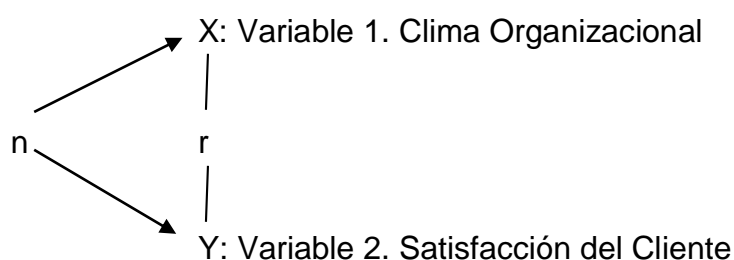 X: Variable 1. Clima Organizacional
n r
Y: Variable 2. Satisfacción del Cliente